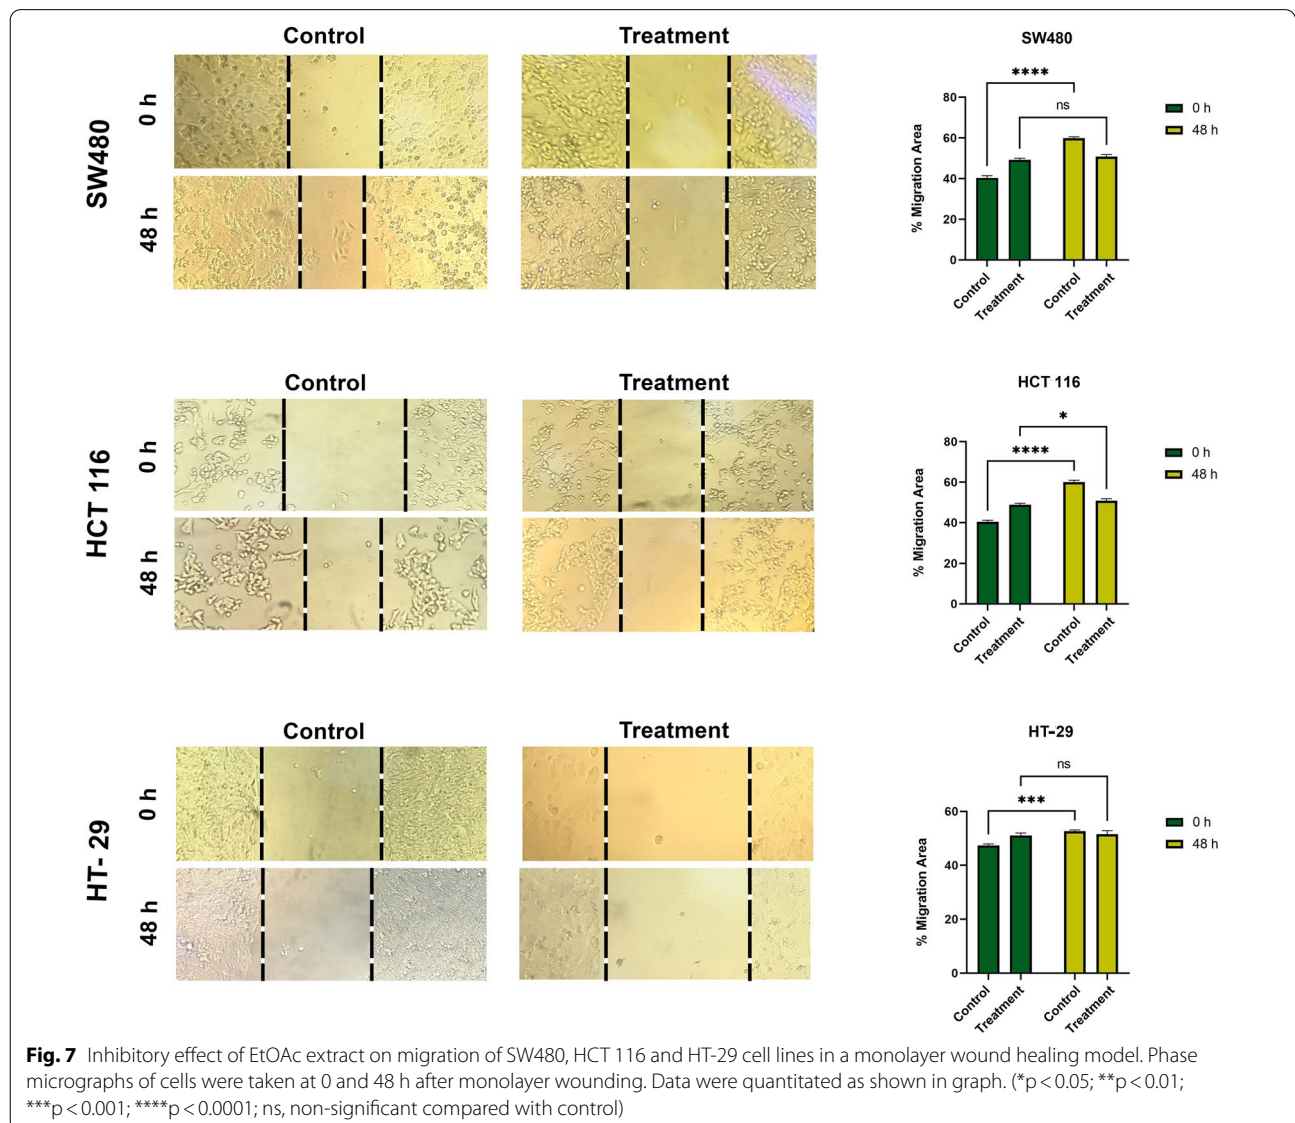 Control
Treatment
SW480
0 h
48 h
SW480
% Migration Area
80
60
40
20
0
****
ns
Control
Treatment
Control
Treatment
0 h
48 h
Control
Treatment
HCT 116
0 h
48 h
HCT 116
% Migration Area
80
60
40
20
0
****
*
Control
Treatment
Control
Treatment
0 h
48 h
Control
Treatment
HT- 29
0 h
48 h
HT-29
% Migration Area
60
40
20
0
***
ns
Control
Treatment
Control
Treatment
0 h
48 h
Fig. 7 Inhibitory effect of EtOAc extract on migration of SW480, HCT 116 and HT-29 cell lines in a monolayer wound healing model. Phase
micrographs of cells were taken at 0 and 48 h after monolayer wounding. Data were quantitated as shown in graph. (*p < 0.05; **p < 0.01;
***p < 0.001; ****p < 0.0001; ns, non-significant compared with control)